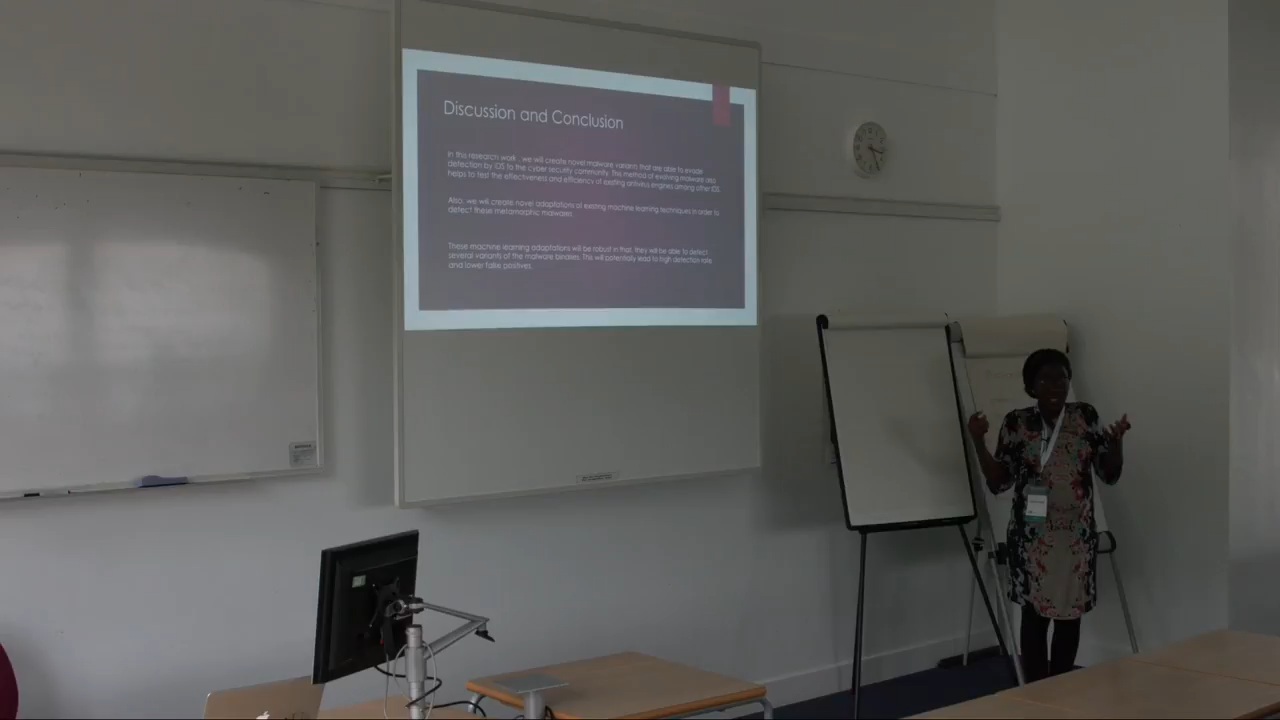 Discussion and Conclusion
In this research work , we will create novel malware variants that are able to evade
detection by IDS to the cyber security community. This method of evolving malware also
helps to test the effectiveness and efficiency of existing antivirus engines among other IDS.
Also, we will create novel adaptations of existing machine learning techniques in order to
detect these metamorphic malwares
These machine learning adaptations will be robust in that, they will be able to detect
several variants of the malware binaries. This will potentially lead to high detection rate
and lower false positives.